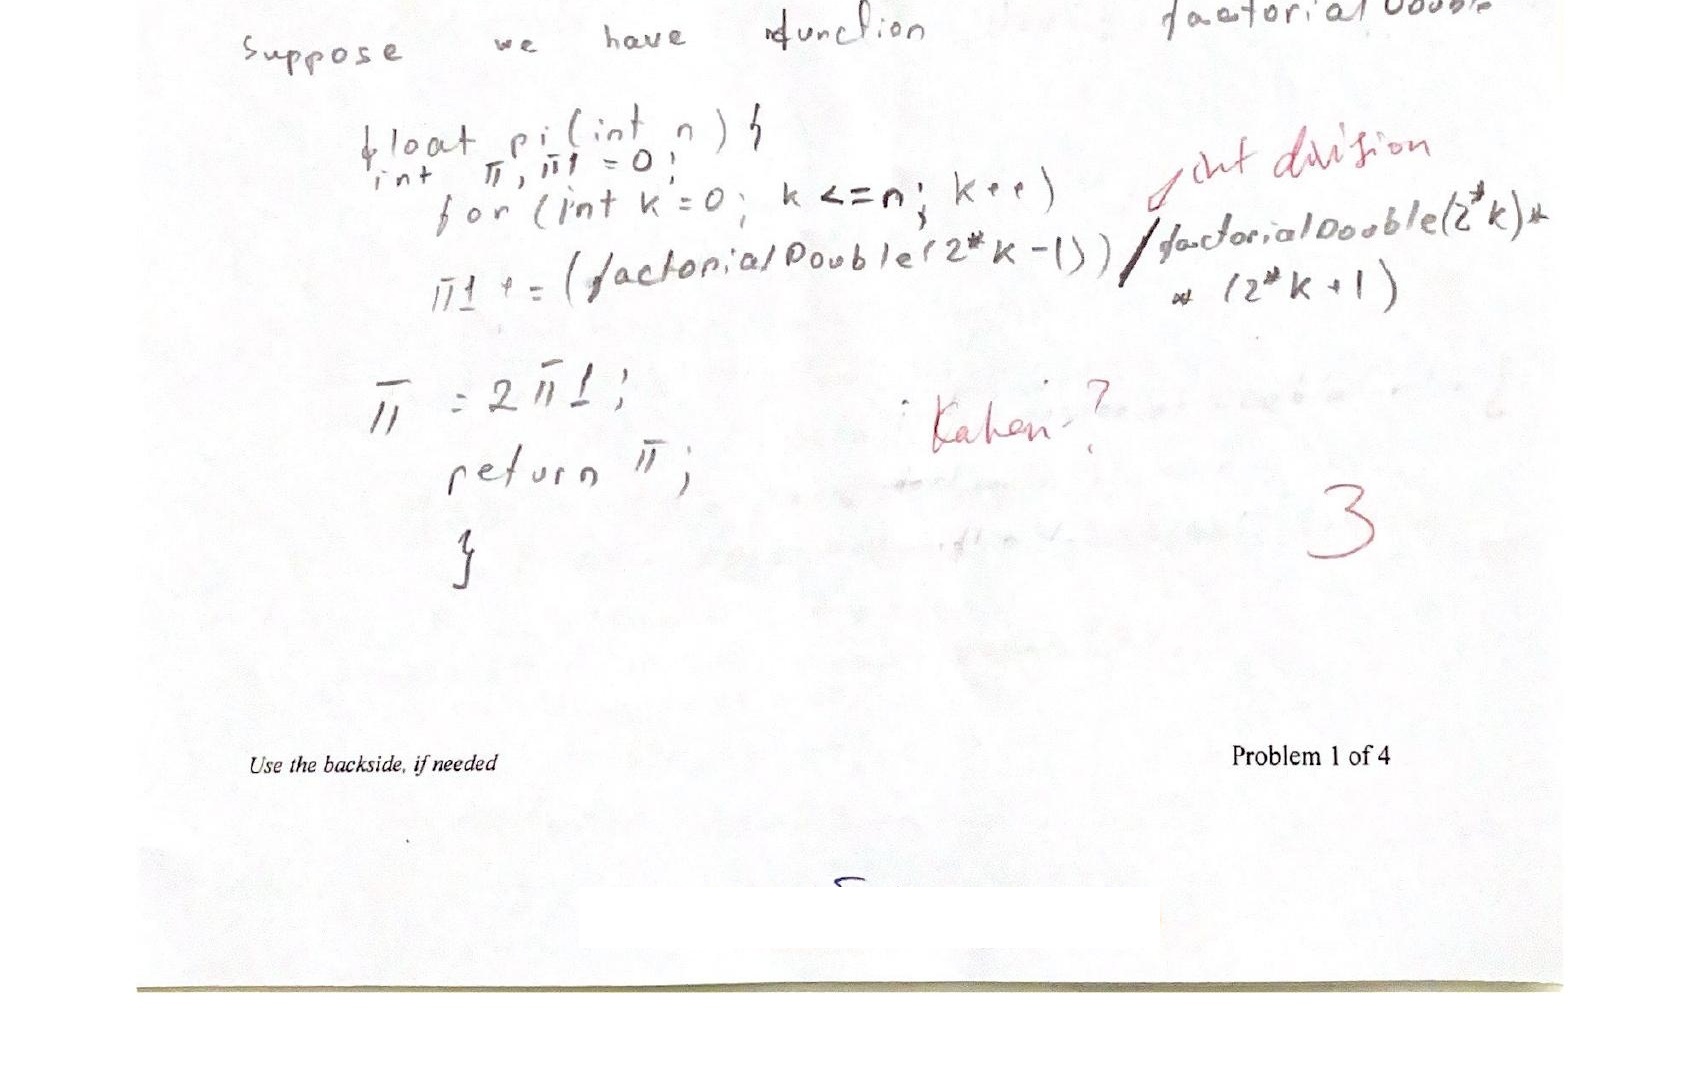 Suppose we have function factorialDouble
float pi(int n) {
int π, π1 = 0;
for (int k=0; k <=n; k++)
int division
π1 += (factorialDouble(2*k-1)) / factorialDouble(2*k)*
* (2*k+1)
π = 2π1;
Kahan?
return π;
3
}
Use the backside, if needed
Problem 1 of 4